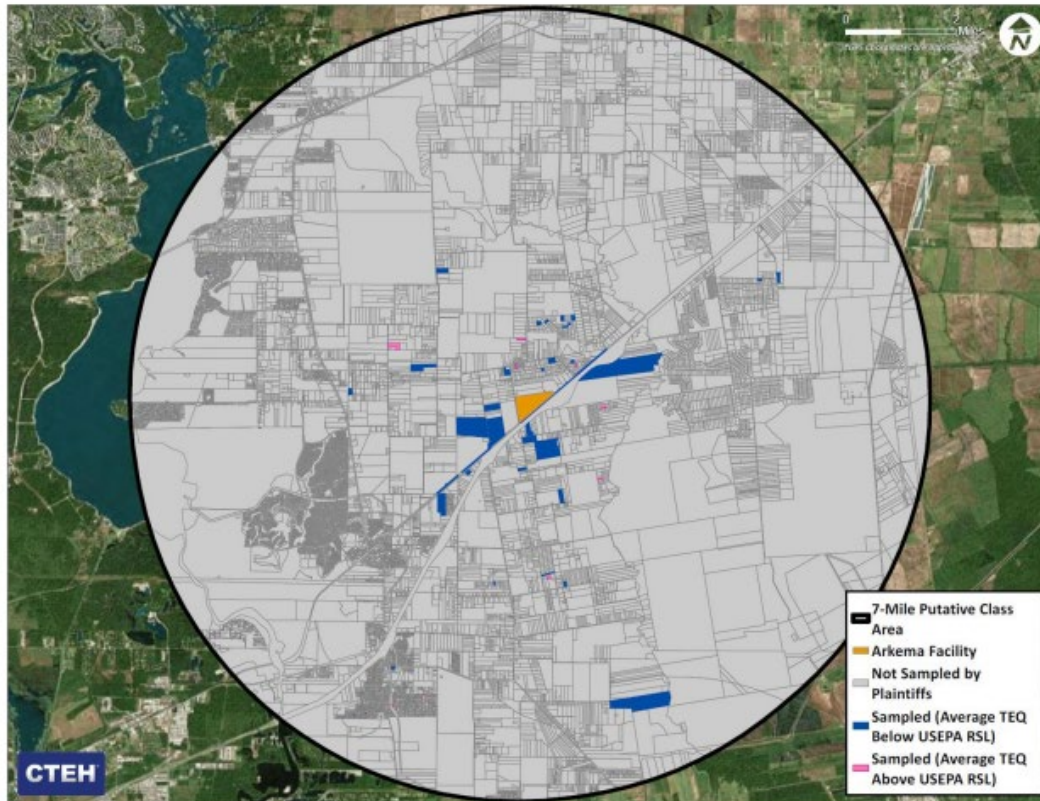 0
2
Miles
N
7-Mile Putative Class
Area
Arkema Facility
Not Sampled by
Plaintiffs
Sampled (Average TEQ
Below USEPA RSL)
Sampled (Average TEQ
Above USEPA RSL)
CTEH